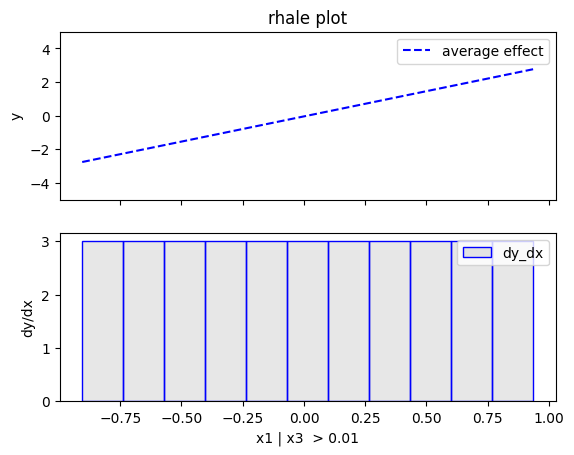 rhale plot
average effect
y
4
2
0
−2
−4
dy_dx
dy/dx
3
2
1
0
−0.75 −0.50 −0.25 0.00 0.25 0.50 0.75 1.00
x1 | x3  > 0.01